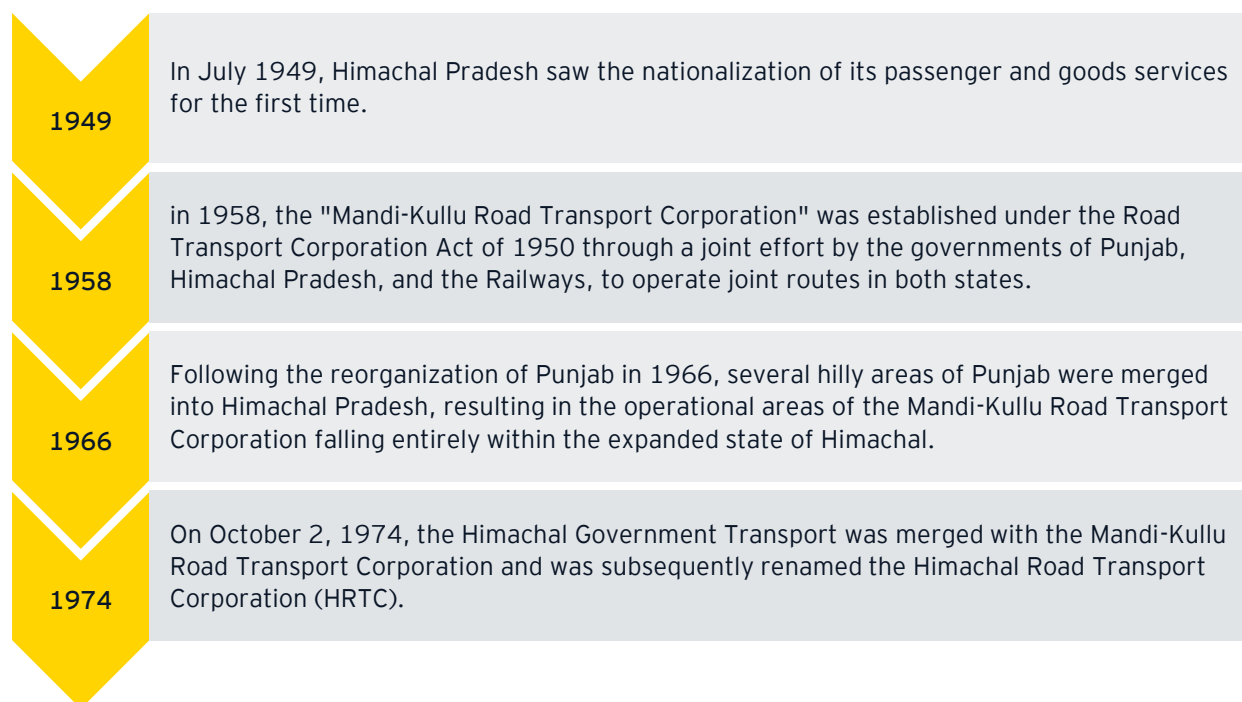 1949
In July 1949, Himachal Pradesh saw the nationalization of its passenger and goods services
for the first time.
1958
in 1958, the "Mandi-Kullu Road Transport Corporation" was established under the Road
Transport Corporation Act of 1950 through a joint effort by the governments of Punjab,
Himachal Pradesh, and the Railways, to operate joint routes in both states.
1966
Following the reorganization of Punjab in 1966, several hilly areas of Punjab were merged
into Himachal Pradesh, resulting in the operational areas of the Mandi-Kullu Road Transport
Corporation falling entirely within the expanded state of Himachal.
1974
On October 2, 1974, the Himachal Government Transport was merged with the Mandi-Kullu
Road Transport Corporation and was subsequently renamed the Himachal Road Transport
Corporation (HRTC).